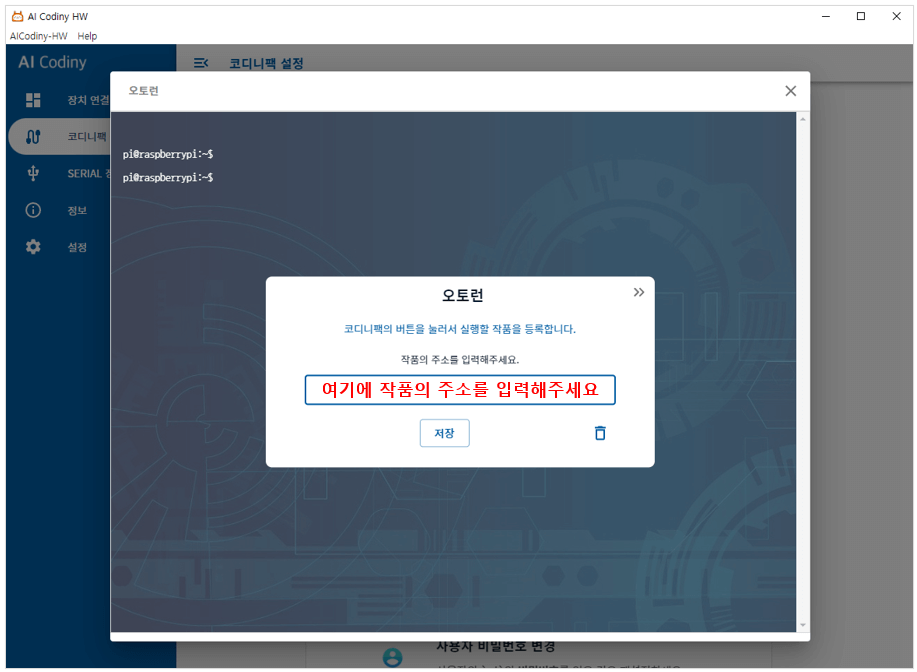 AI Codiny HW
AICodiny-HW Help
AI Codiny
코디니팩 설정
장치 연결
코디니팩
SERIAL
정보
설정
오토런
pi@raspberrypi:~$
pi@raspberrypi:~$
오토런
코디니팩의 버튼을 눌러서 실행할 작품을 등록합니다.
작품의 주소를 입력해주세요.
여기에 작품의 주소를 입력해주세요
저장
사용자 비밀번호 변경